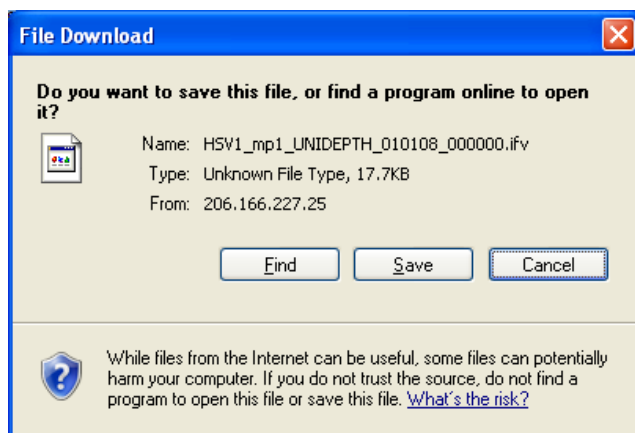 File Download
Do you want to save this file, or find a program online to open
it?
Name: HSV1_mp1_UNIDEPTH_010108_000000.ifv
Type: Unknown File Type, 17.7KB
From: 206.166.227.25
Find Save Cancel
While files from the Internet can be useful, some files can potentially
harm your computer. If you do not trust the source, do not find a
program to open this file or save this file. What's the risk?